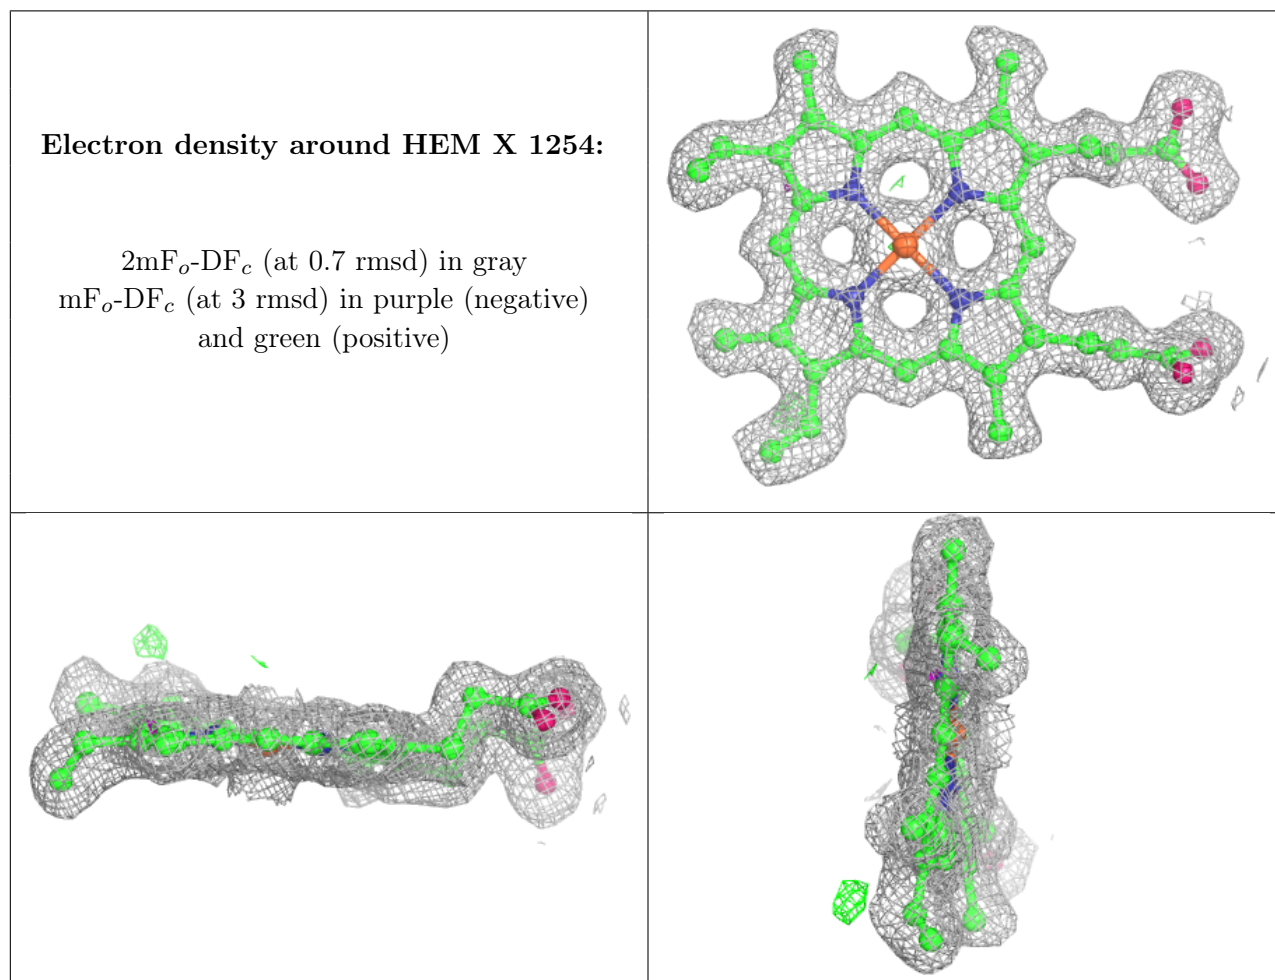 Electron density around HEM X 1254:
2mFo-DFc (at 0.7 rmsd) in gray
mFo-DFc (at 3 rmsd) in purple (negative)
and green (positive)